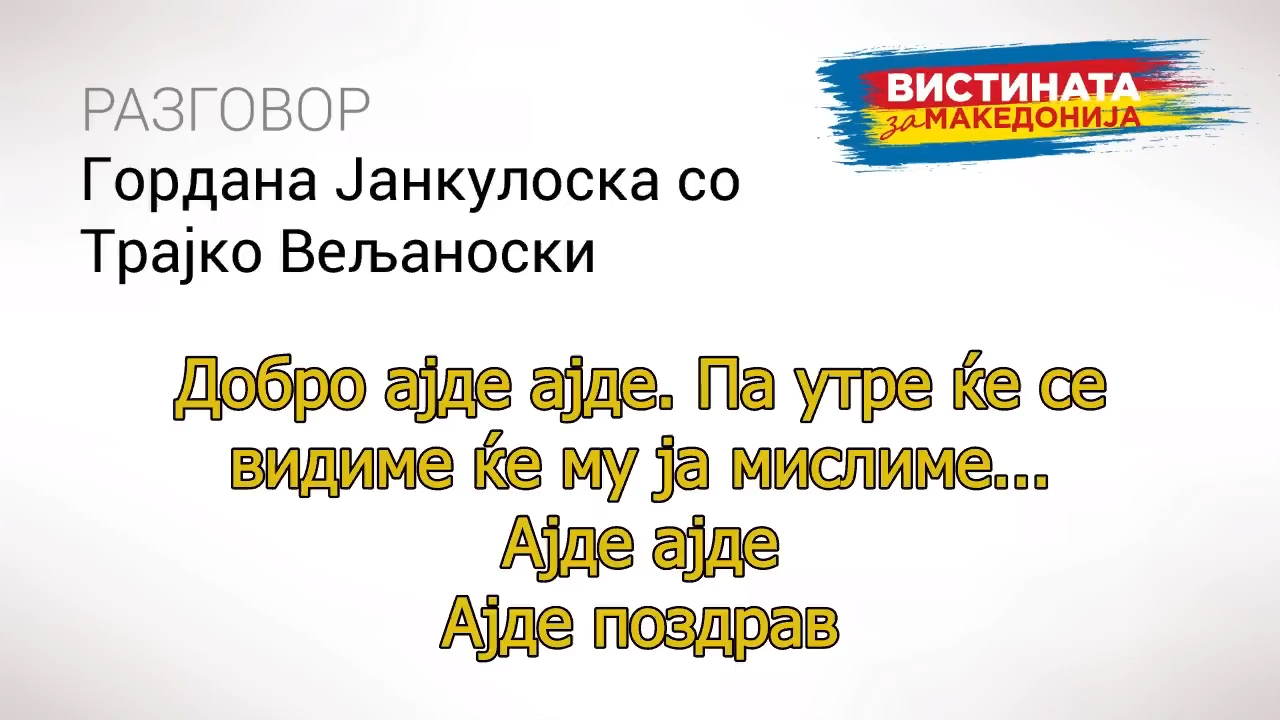 РАЗГОВОР
Гордана Јанкулоска со
Трајко Вељаноски
ВИСТИНАТА
за МАКЕДОНИЈА
Добро ајде ајде. Па утре ќе се
видиме ќе му ја мислиме...
Ајде ајде
Ајде поздрав